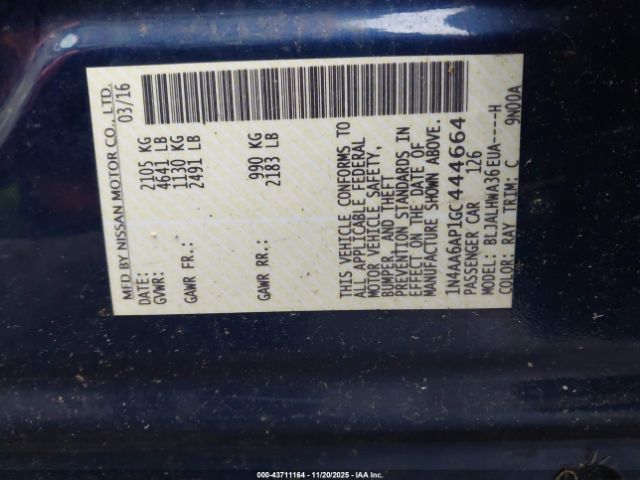 MFD BY NISSAN MOTOR CO., LTD.
DATE: 03/16
GVWR: 2105 KG
4641 LB
GAWR FR.: 1130 KG
2491 LB
GAWR RR.: 990 KG
2183 LB
THIS VEHICLE CONFORMS TO
ALL APPLICABLE FEDERAL
MOTOR VEHICLE SAFETY,
BUMPER, AND THEFT
PREVENTION STANDARDS IN
EFFECT ON THE DATE OF
MANUFACTURE SHOWN ABOVE.
1N4AA6AP1GC444664
PASSENGER CAR 126
MODEL: BLJALHWA36EUA----H
COLOR: RAY TRIM: C 9N00A
000-43711164 - 11/20/2025 - IAA Inc.